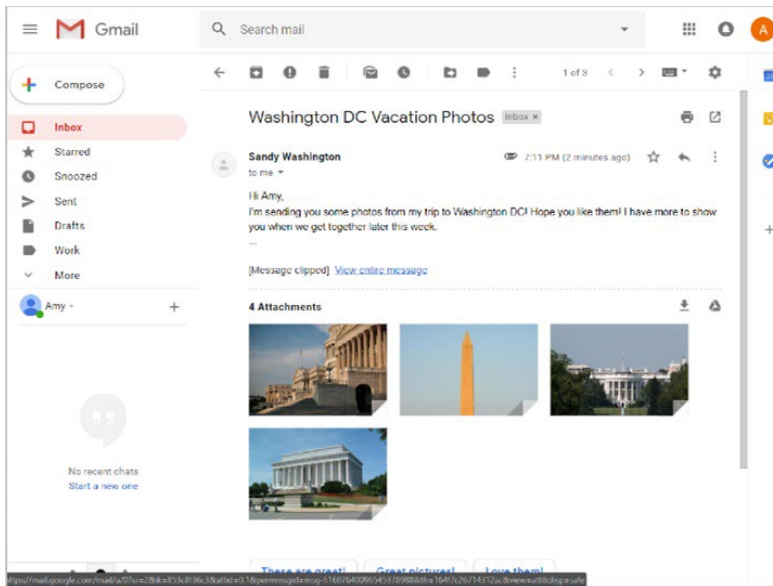 Gmail
Search mail
A
Compose
1 of 3
Inbox
Starred
Snoozed
Sent
Drafts
Work
More
Amy
No recent chats
Start a new one
Washington DC Vacation Photos Inbox x
Sandy Washington 7:11 PM (2 minutes ago)
to me
Hi Amy,
I'm sending you some photos from my trip to Washington DC! Hope you like them! I have more to show
you when we get together later this week.
...
[Message clipped] View entire message
4 Attachments
These are great! Great pictures! Love them!